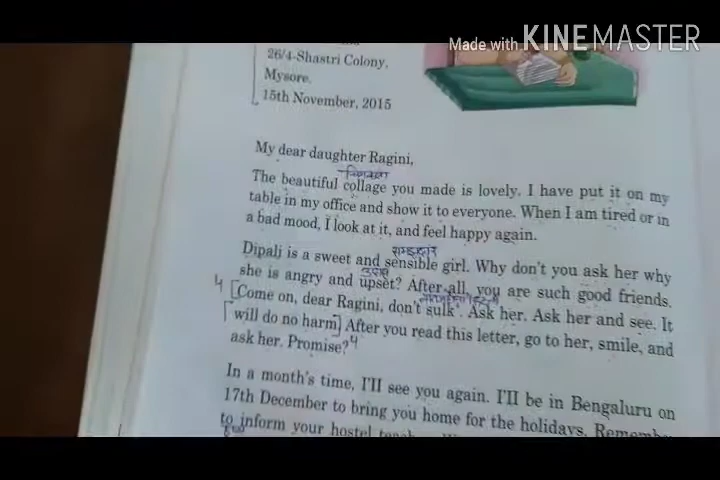 Made with KINEMASTER
26/4-Shastri Colony,
Mysore.
15th November, 2015
My dear daughter Ragini,
The beautiful collage you made is lovely. I have put it on my
table in my office and show it to everyone. When I am tired or in
a bad mood, I look at it, and feel happy again.
समझदार
Dipali is a sweet and sensible girl. Why don't you ask her why
she is angry and upset? After all, you are such good friends.
4 [Come on, dear Ragini, don't sulk. Ask her. Ask her and see. It
will do no harm] After you read this letter, go to her, smile, and
ask her. Promise? 4
In a month's time, I'll see you again. I'll be in Bengaluru on
17th December to bring you home for the holidays. Remember
to inform your hostel